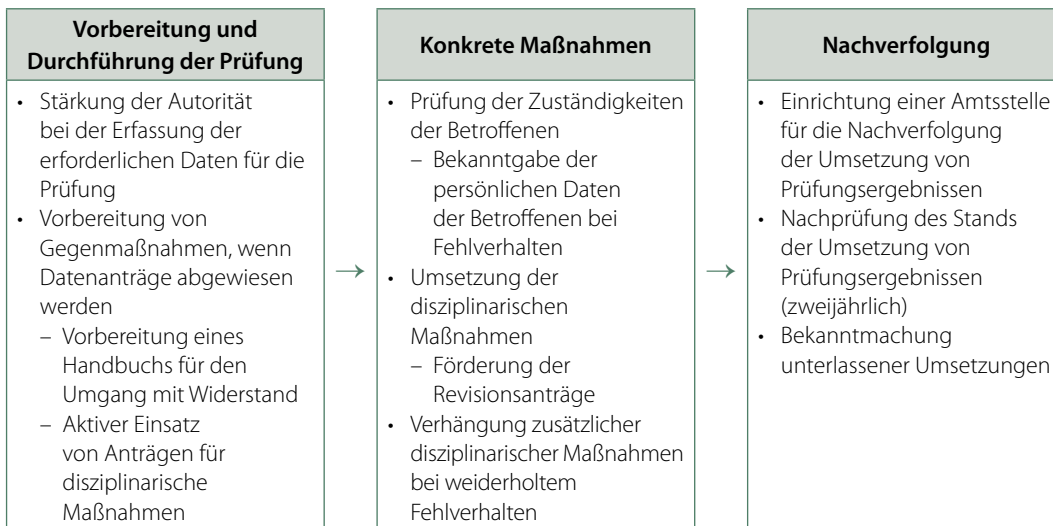 Vorbereitung und
Durchführung der Prüfung
• Stärkung der Autorität
bei der Erfassung der
erforderlichen Daten für die
Prüfung
• Vorbereitung von
Gegenmaßnahmen, wenn
Datenanträge abgewiesen
werden
– Vorbereitung eines
Handbuchs für den
Umgang mit Widerstand
– Aktiver Einsatz
von Anträgen für
disziplinarische
Maßnahmen
→
Konkrete Maßnahmen
• Prüfung der Zuständigkeiten
der Betroffenen
– Bekanntgabe der
persönlichen Daten
der Betroffenen bei
Fehlverhalten
• Umsetzung der
disziplinarischen
Maßnahmen
– Förderung der
Revisionsanträge
• Verhängung zusätzlicher
disziplinarischer Maßnahmen
bei weiderholtem
Fehlverhalten
→
Nachverfolgung
• Einrichtung einer Amtsstelle
für die Nachverfolgung
der Umsetzung von
Prüfungsergebnissen
• Nachprüfung des Stands
der Umsetzung von
Prüfungsergebnissen
(zweijährlich)
• Bekanntmachung
unterlassener Umsetzungen